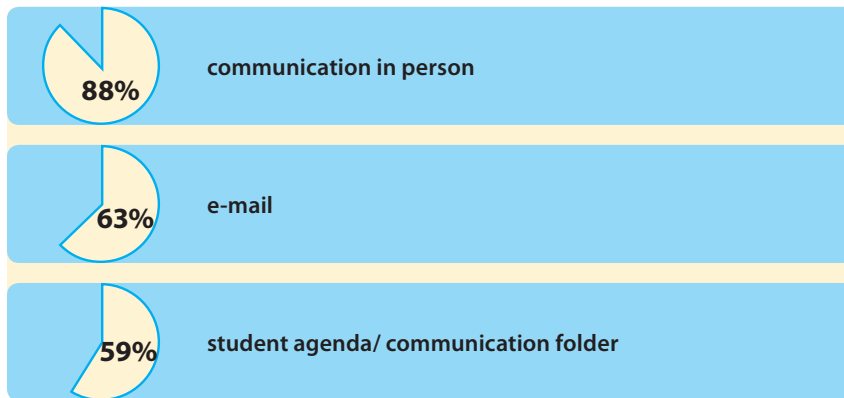 88% communication in person
63% e-mail
59% student agenda/ communication folder